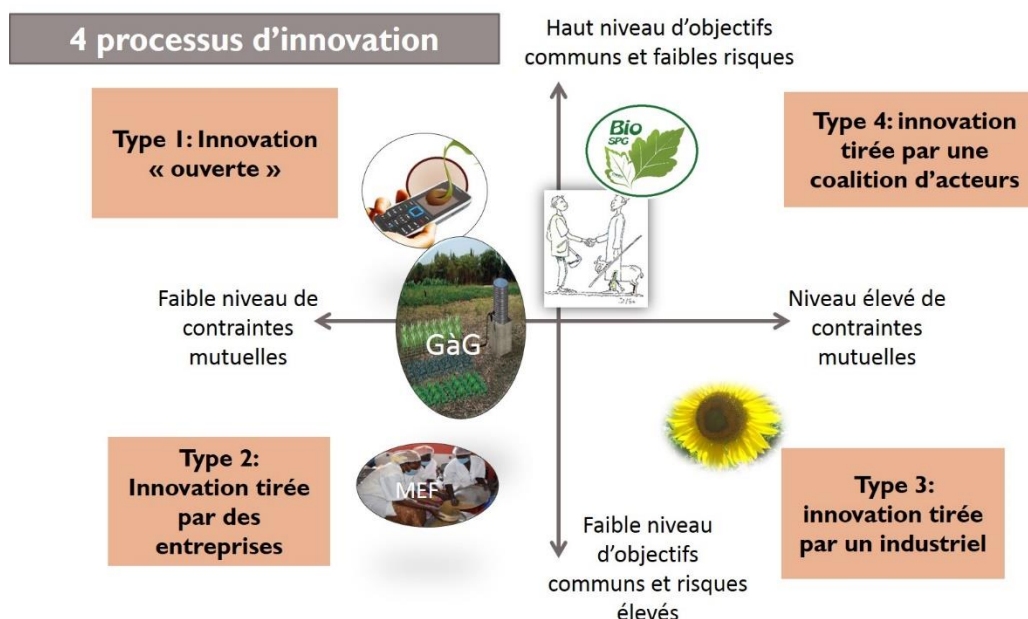 4 processus d’innovation
Haut niveau d’objectifs
communs et faibles risques
Type 1: Innovation
« ouverte »
Bio
SPG
Type 4: innovation
tirée par une
coalition d’acteurs
Faible niveau de
contraintes
mutuelles
GàG
Niveau élevé de
contraintes
mutuelles
Type 2:
Innovation tirée
par des
entreprises
MEF
Faible niveau
d’objectifs
communs et risques
élevés
Type 3:
innovation tirée
par un industriel